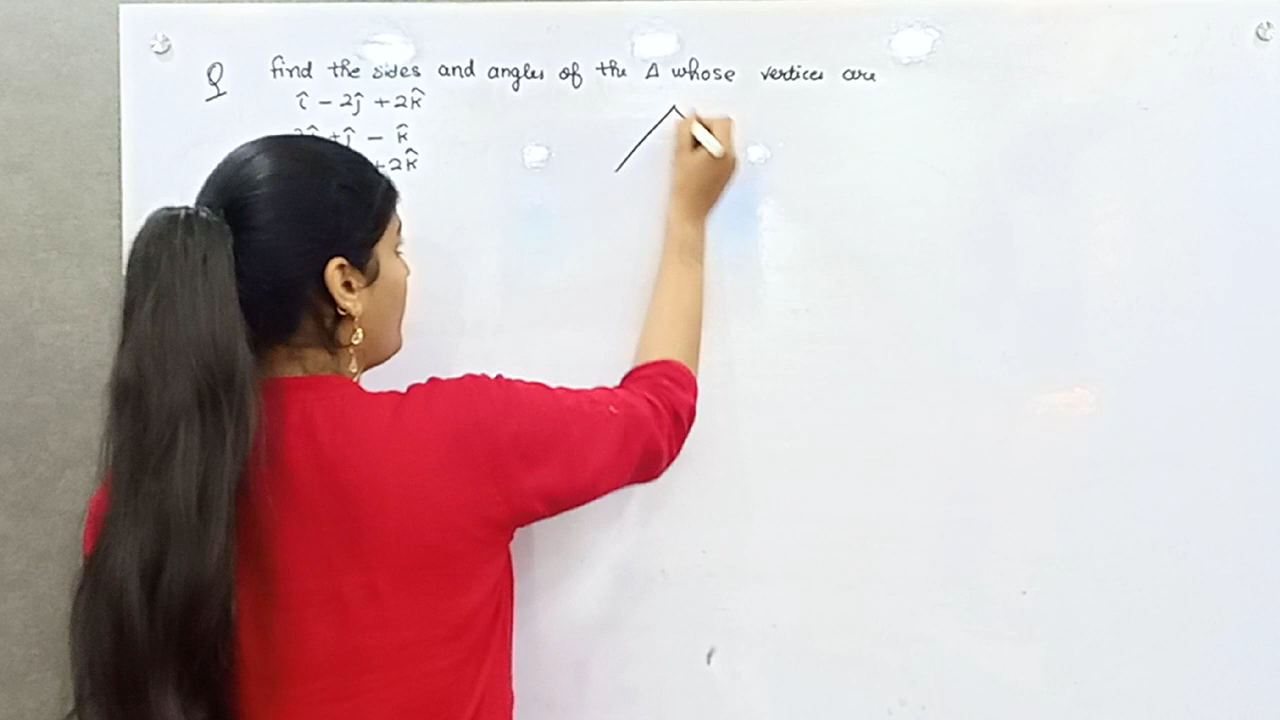 Q find the sides and angles of the Δ whose vertices are
î - 2ĵ + 2k̂
+ĵ - k̂
+2k̂